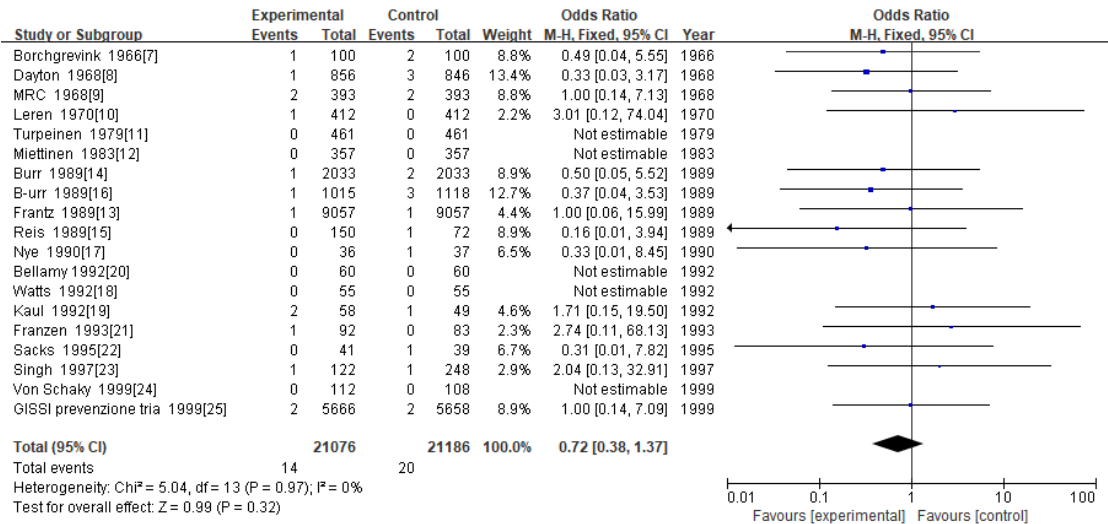 Experimental Control Odds Ratio Odds Ratio
Study or Subgroup Events Total Events Total Weight M-H, Fixed, 95% CI Year M-H, Fixed, 95% CI
Borchgrevink 1966[7] 1 100 2 100 8.8% 0.49 [0.04, 5.55] 1966
Dayton 1968[8] 1 856 3 846 13.4% 0.33 [0.03, 3.17] 1968
MRC 1968[9] 2 393 2 393 8.8% 1.00 [0.14, 7.13] 1968
Leren 1970[10] 1 412 0 412 2.2% 3.01 [0.12, 74.04] 1970
Turpeinen 1979[11] 0 461 0 461 Not estimable 1979
Miettinen 1983[12] 0 357 0 357 Not estimable 1983
Burr 1989[14] 1 2033 2 2033 8.9% 0.50 [0.05, 5.52] 1989
B-urr 1989[16] 1 1015 3 1118 12.7% 0.37 [0.04, 3.53] 1989
Frantz 1989[13] 1 9057 1 9057 4.4% 1.00 [0.06, 15.99] 1989
Reis 1989[15] 0 150 1 72 8.9% 0.16 [0.01, 3.94] 1989
Nye 1990[17] 0 36 1 37 6.5% 0.33 [0.01, 8.45] 1990
Bellamy 1992[20] 0 60 0 60 Not estimable 1992
Watts 1992[18] 0 55 0 55 Not estimable 1992
Kaul 1992[19] 2 58 1 49 4.6% 1.71 [0.15, 19.50] 1992
Franzen 1993[21] 1 92 0 83 2.3% 2.74 [0.11, 68.13] 1993
Sacks 1995[22] 0 41 1 39 6.7% 0.31 [0.01, 7.82] 1995
Singh 1997[23] 1 122 1 248 2.9% 2.04 [0.13, 32.91] 1997
Von Schaky 1999[24] 0 112 0 108 Not estimable 1999
GISSI prevenzione tria 1999[25] 2 5666 2 5658 8.9% 1.00 [0.14, 7.09] 1999
Total (95% CI) 21076 21186 100.0% 0.72 [0.38, 1.37]
Total events 14 20
Heterogeneity: Chi² = 5.04, df = 13 (P = 0.97); I² = 0%
Test for overall effect: Z = 0.99 (P = 0.32)
0.01 0.1 1 10 100
Favours [experimental] Favours [control]